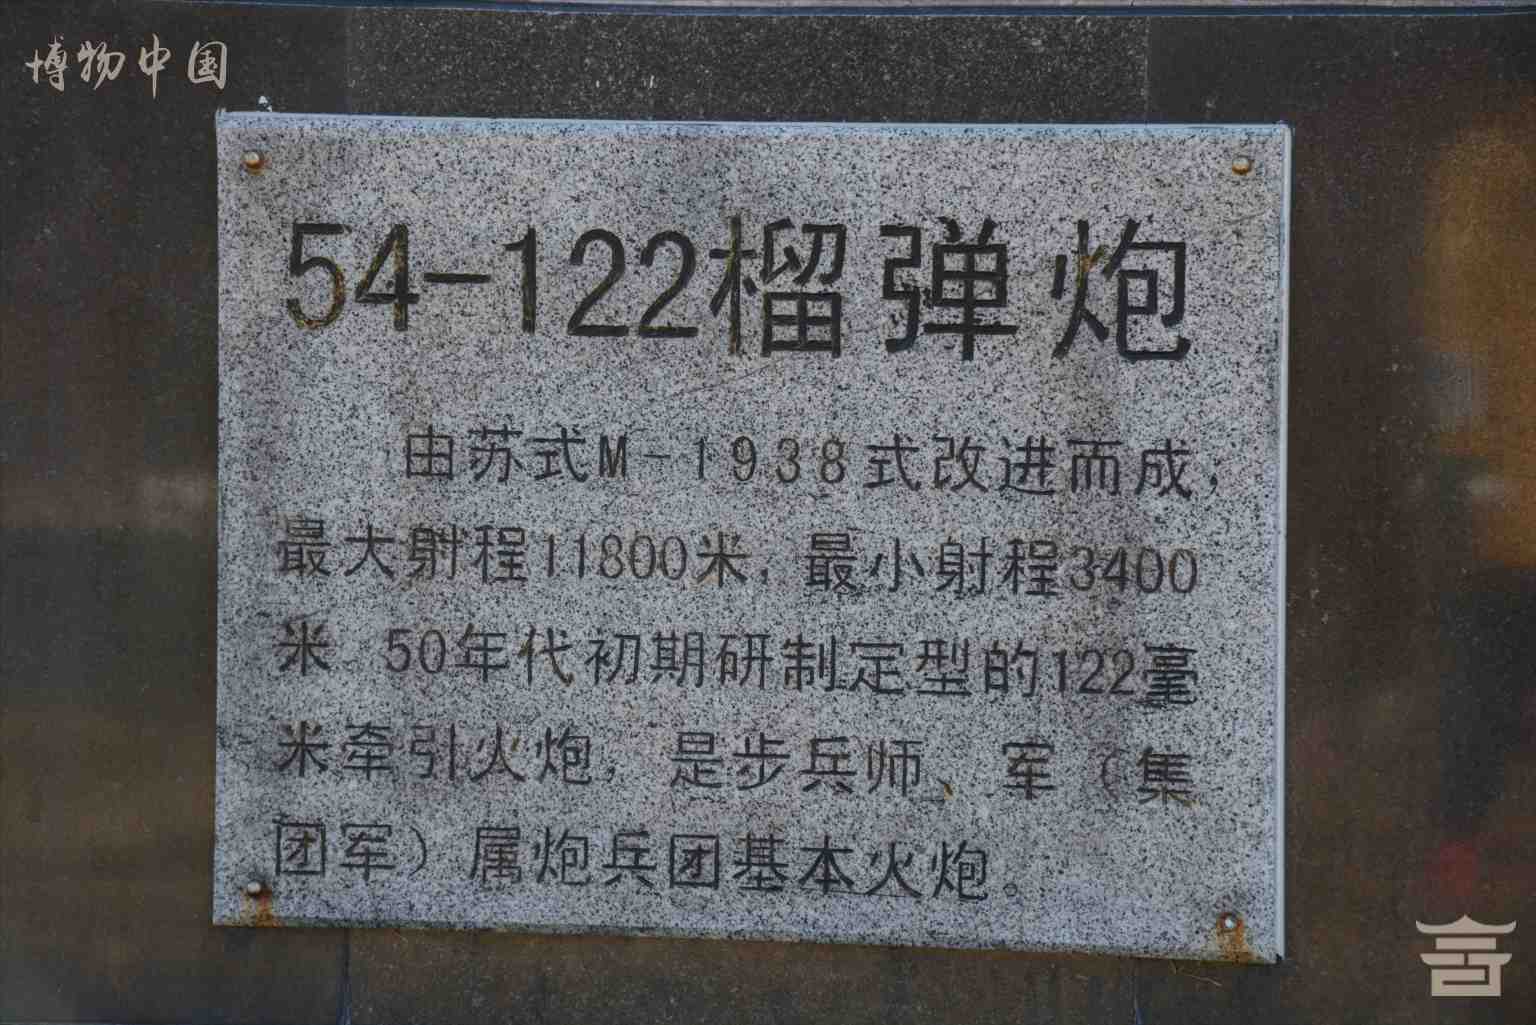 博物中国
54-122榴弹炮
由苏式M-1938式改进而成，
最大射程11800米，最小射程3400
米 50年代初期研制定型的122毫
米牵引火炮，是步兵师、军（集
团军）属炮兵团基本火炮。